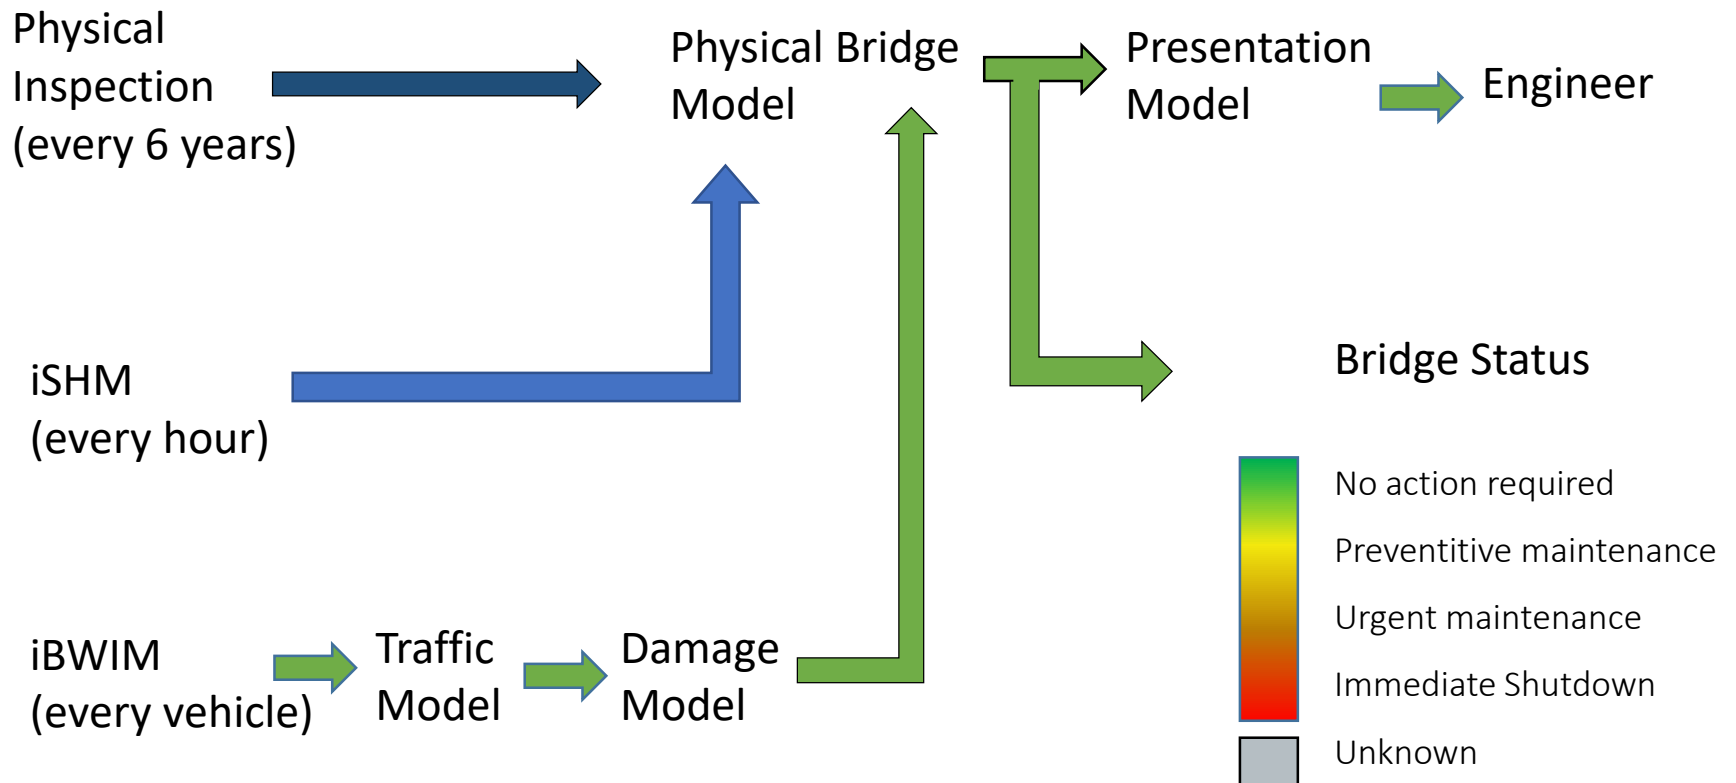 Physical
Inspection
(every 6 years)
Physical Bridge
Model
Presentation
Model
Engineer
iSHM
(every hour)
Bridge Status
No action required
Preventitive maintenance
Urgent maintenance
Immediate Shutdown
Unknown
iBWIM
(every vehicle)
Traffic
Model
Damage
Model